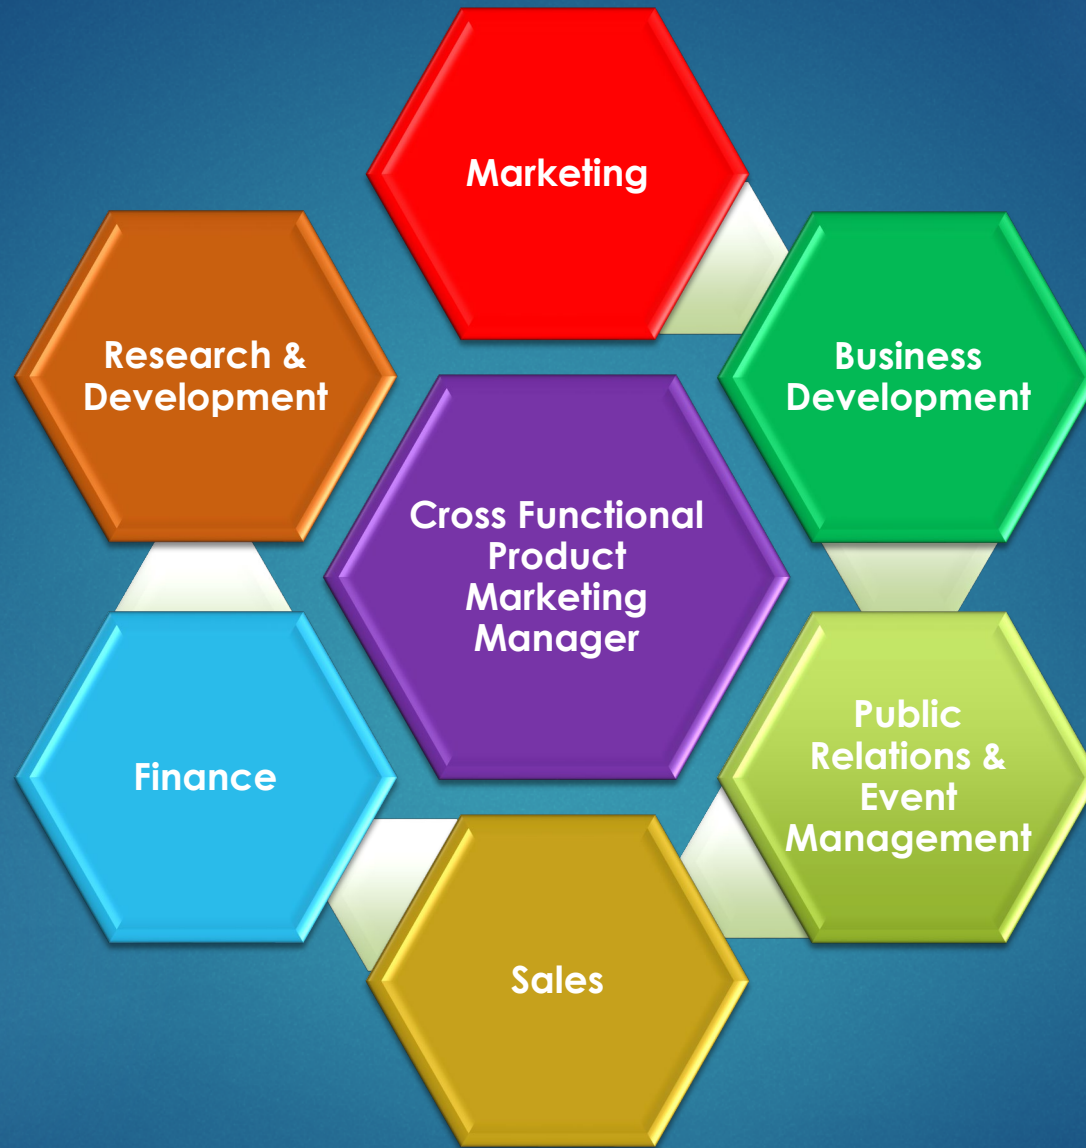 Marketing
Research &
Development
Business
Development
Cross Functional
Product
Marketing
Manager
Finance
Public
Relations &
Event
Management
Sales